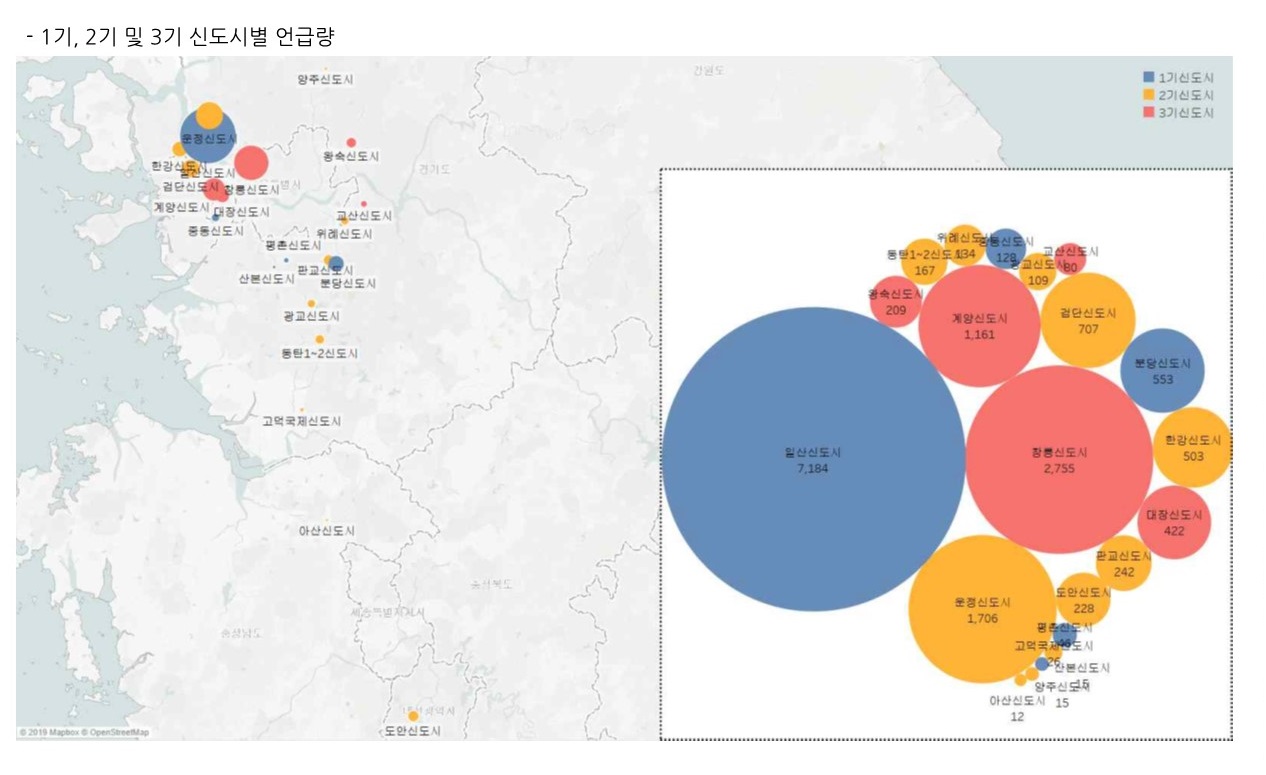 - 1기, 2기 및 3기 신도시별 언급량
1기신도시
2기신도시
3기신도시
강원도
양주신도시
운정신도시
왕숙신도시
한강신도시
일산신도시
경기도
검단신도시
창릉신도시
계양신도시
대장신도시
교산신도시
중동신도시
위례신도시
평촌신도시
판교신도시
산본신도시
분당신도시
광교신도시
동탄1~2신도시
고덕국제신도시
아산신도시
충청북도
세종특별자치시
충청남도
도안신도시
© 2019 Mapbox © OpenStreetMap
위례신도시
134
중동신도시
128
동탄1~2신도시
167
교산신도시
80
광교신도시
109
왕숙신도시
209
계양신도시
1,161
검단신도시
707
분당신도시
553
한강신도시
503
일산신도시
7,184
창릉신도시
2,755
대장신도시
422
판교신도시
242
도안신도시
228
운정신도시
1,706
평촌신도시
고덕국제신도시
26
산본신도시
15
양주신도시
15
아산신도시
12